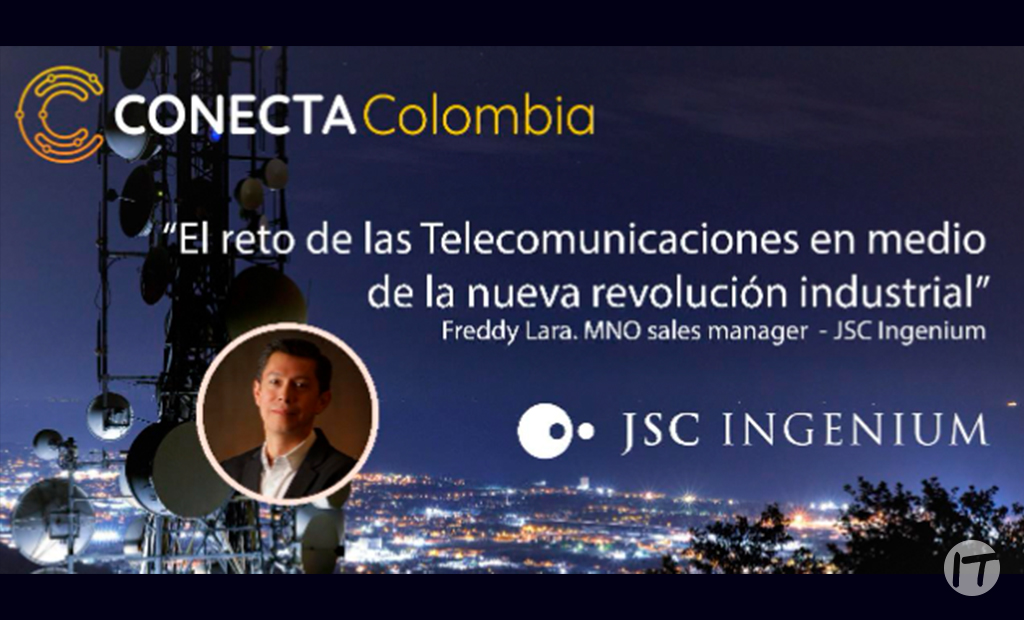 CONECTA Colombia
“El reto de las Telecomunicaciones en medio
de la nueva revolución industrial”
Freddy Lara. MNO sales manager - JSC Ingenium
JSC INGENIUM
IT